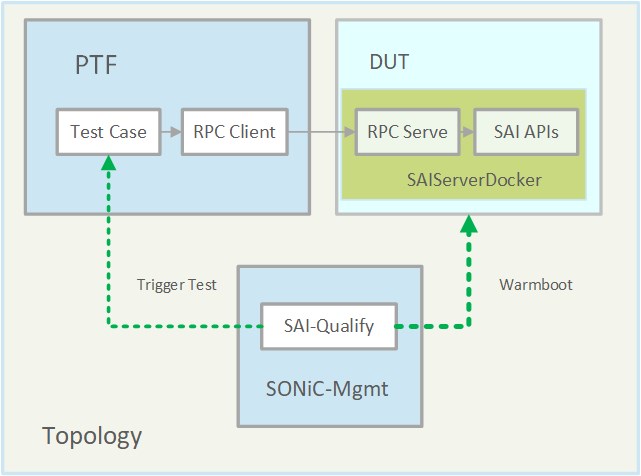 PTF
DUT
Test Case
RPC Client
RPC Serve
SAI APIs
SAIServerDocker
Trigger Test
Warmboot
SAI-Qualify
SONiC-Mgmt
Topology